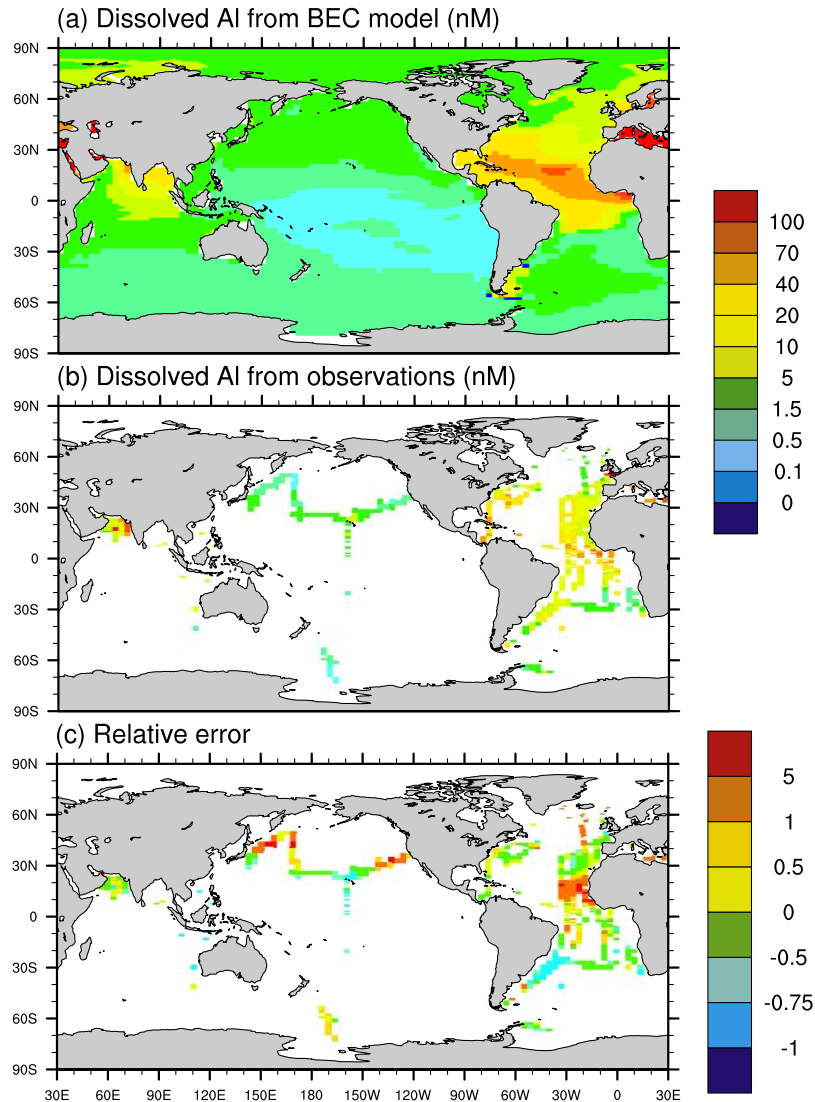 (a) Dissolved Al from BEC model (nM)
90N
60N
30N
0
30S
60S
90S
100
70
40
20
10
5
1.5
0.5
0.1
0
(b) Dissolved Al from observations (nM)
90N
60N
30N
0
30S
60S
90S
(c) Relative error
90N
60N
30N
0
30S
60S
90S
30E 60E 90E 120E 150E 180 150W 120W 90W 60W 30W 0 30E
5
1
0.5
0
-0.5
-0.75
-1